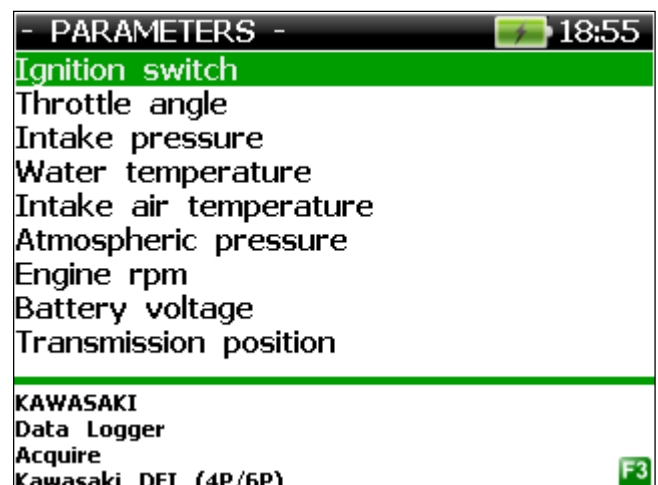 - PARAMETERS - 18:55
Ignition switch
Throttle angle
Intake pressure
Water temperature
Intake air temperature
Atmospheric pressure
Engine rpm
Battery voltage
Transmission position
KAWASAKI
Data Logger
Acquire
Kawasaki DFI (4P/6P)
F3